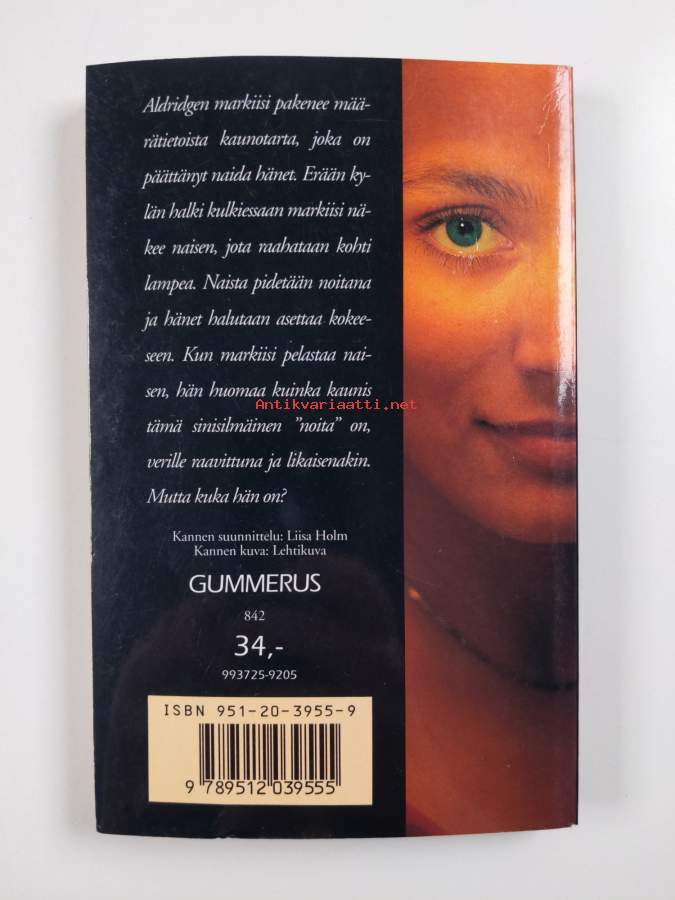 Aldridgen markiisi pakenee mää-
rätietoista kaunotarta, joka on
päättänyt naida hänet. Erään ky-
län halki kulkiessaan markiisi nä-
kee naisen, jota raahataan kohti
lampea. Naista pidetään noitana
ja hänet halutaan asettaa kokee-
seen. Kun markiisi pelastaa nai-
sen, hän huomaa kuinka kaunis
Antikvariaatti.net
tämä sinisilmäinen ”noita” on,
verille raavittuna ja likaisenakin.
Mutta kuka hän on?
Kannen suunnittelu: Liisa Holm
Kannen kuva: Lehtikuva
GUMMERUS
842
34,-
993725-9205
ISBN 951-20-3955-9
9 789512 039555